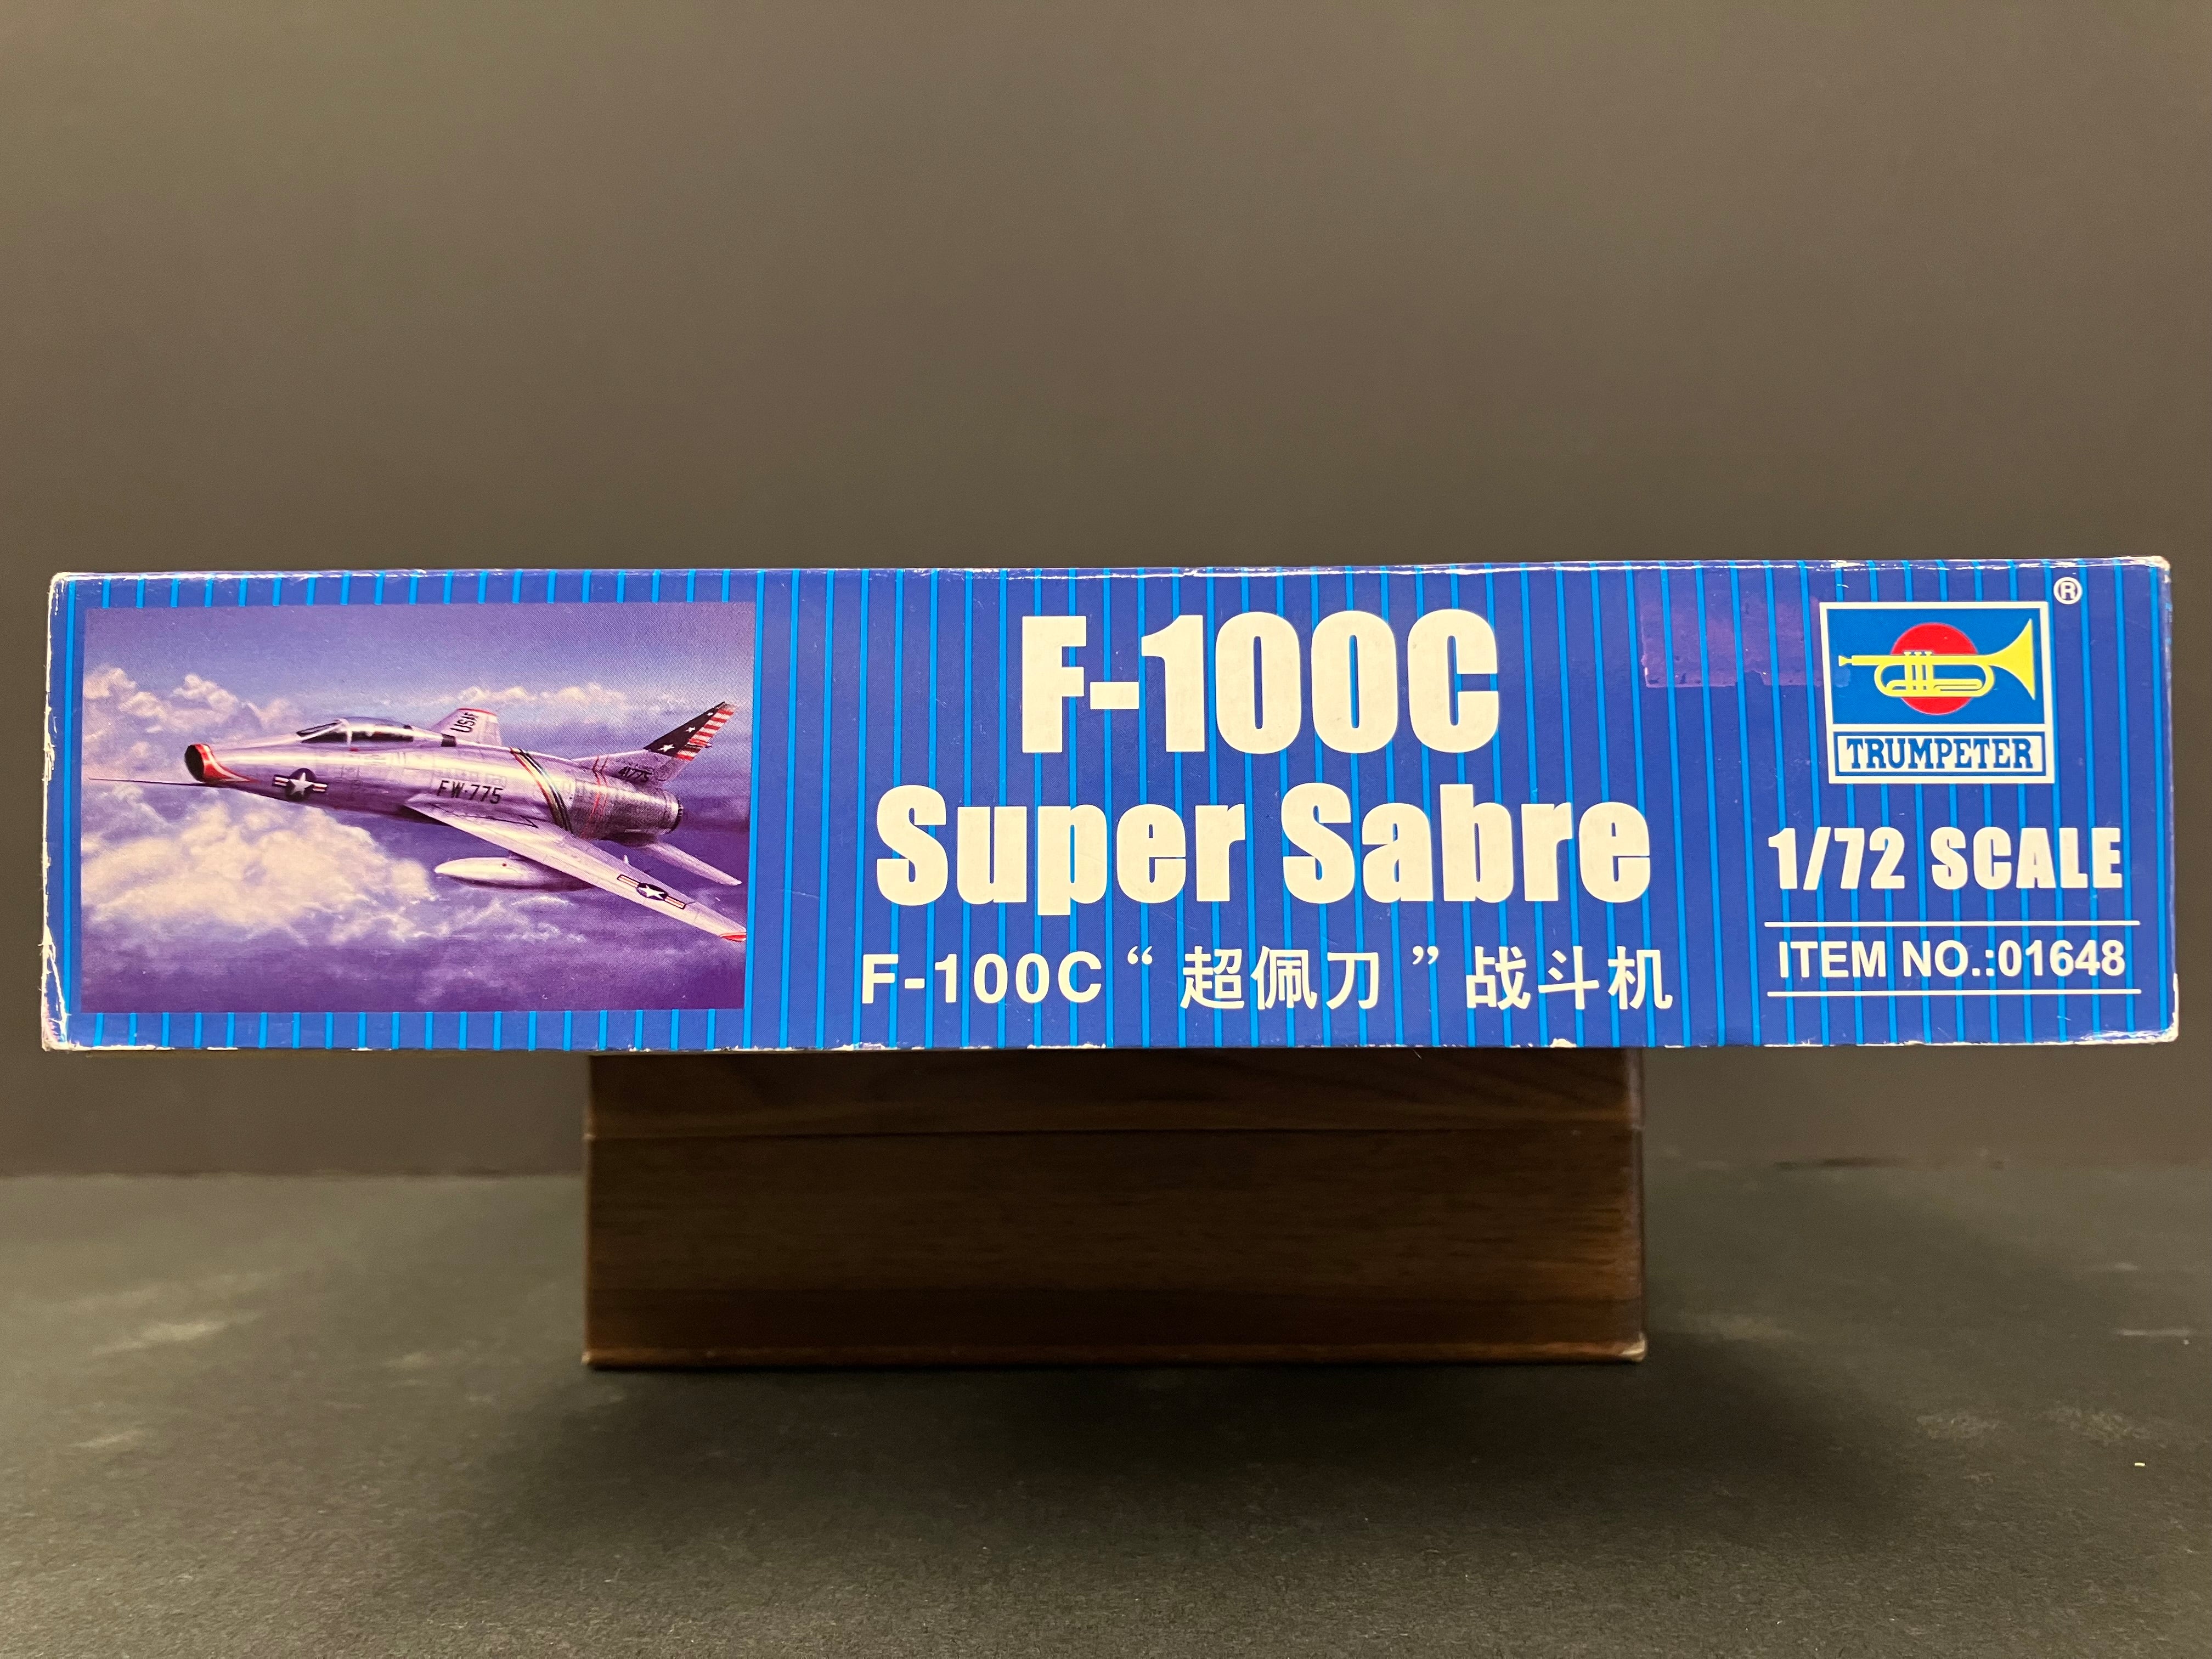 USAF
41775
FW-775
F-100C
Super Sabre
F-100C “超佩刀”战斗机
®
TRUMPETER
1/72 SCALE
ITEM NO.:01648